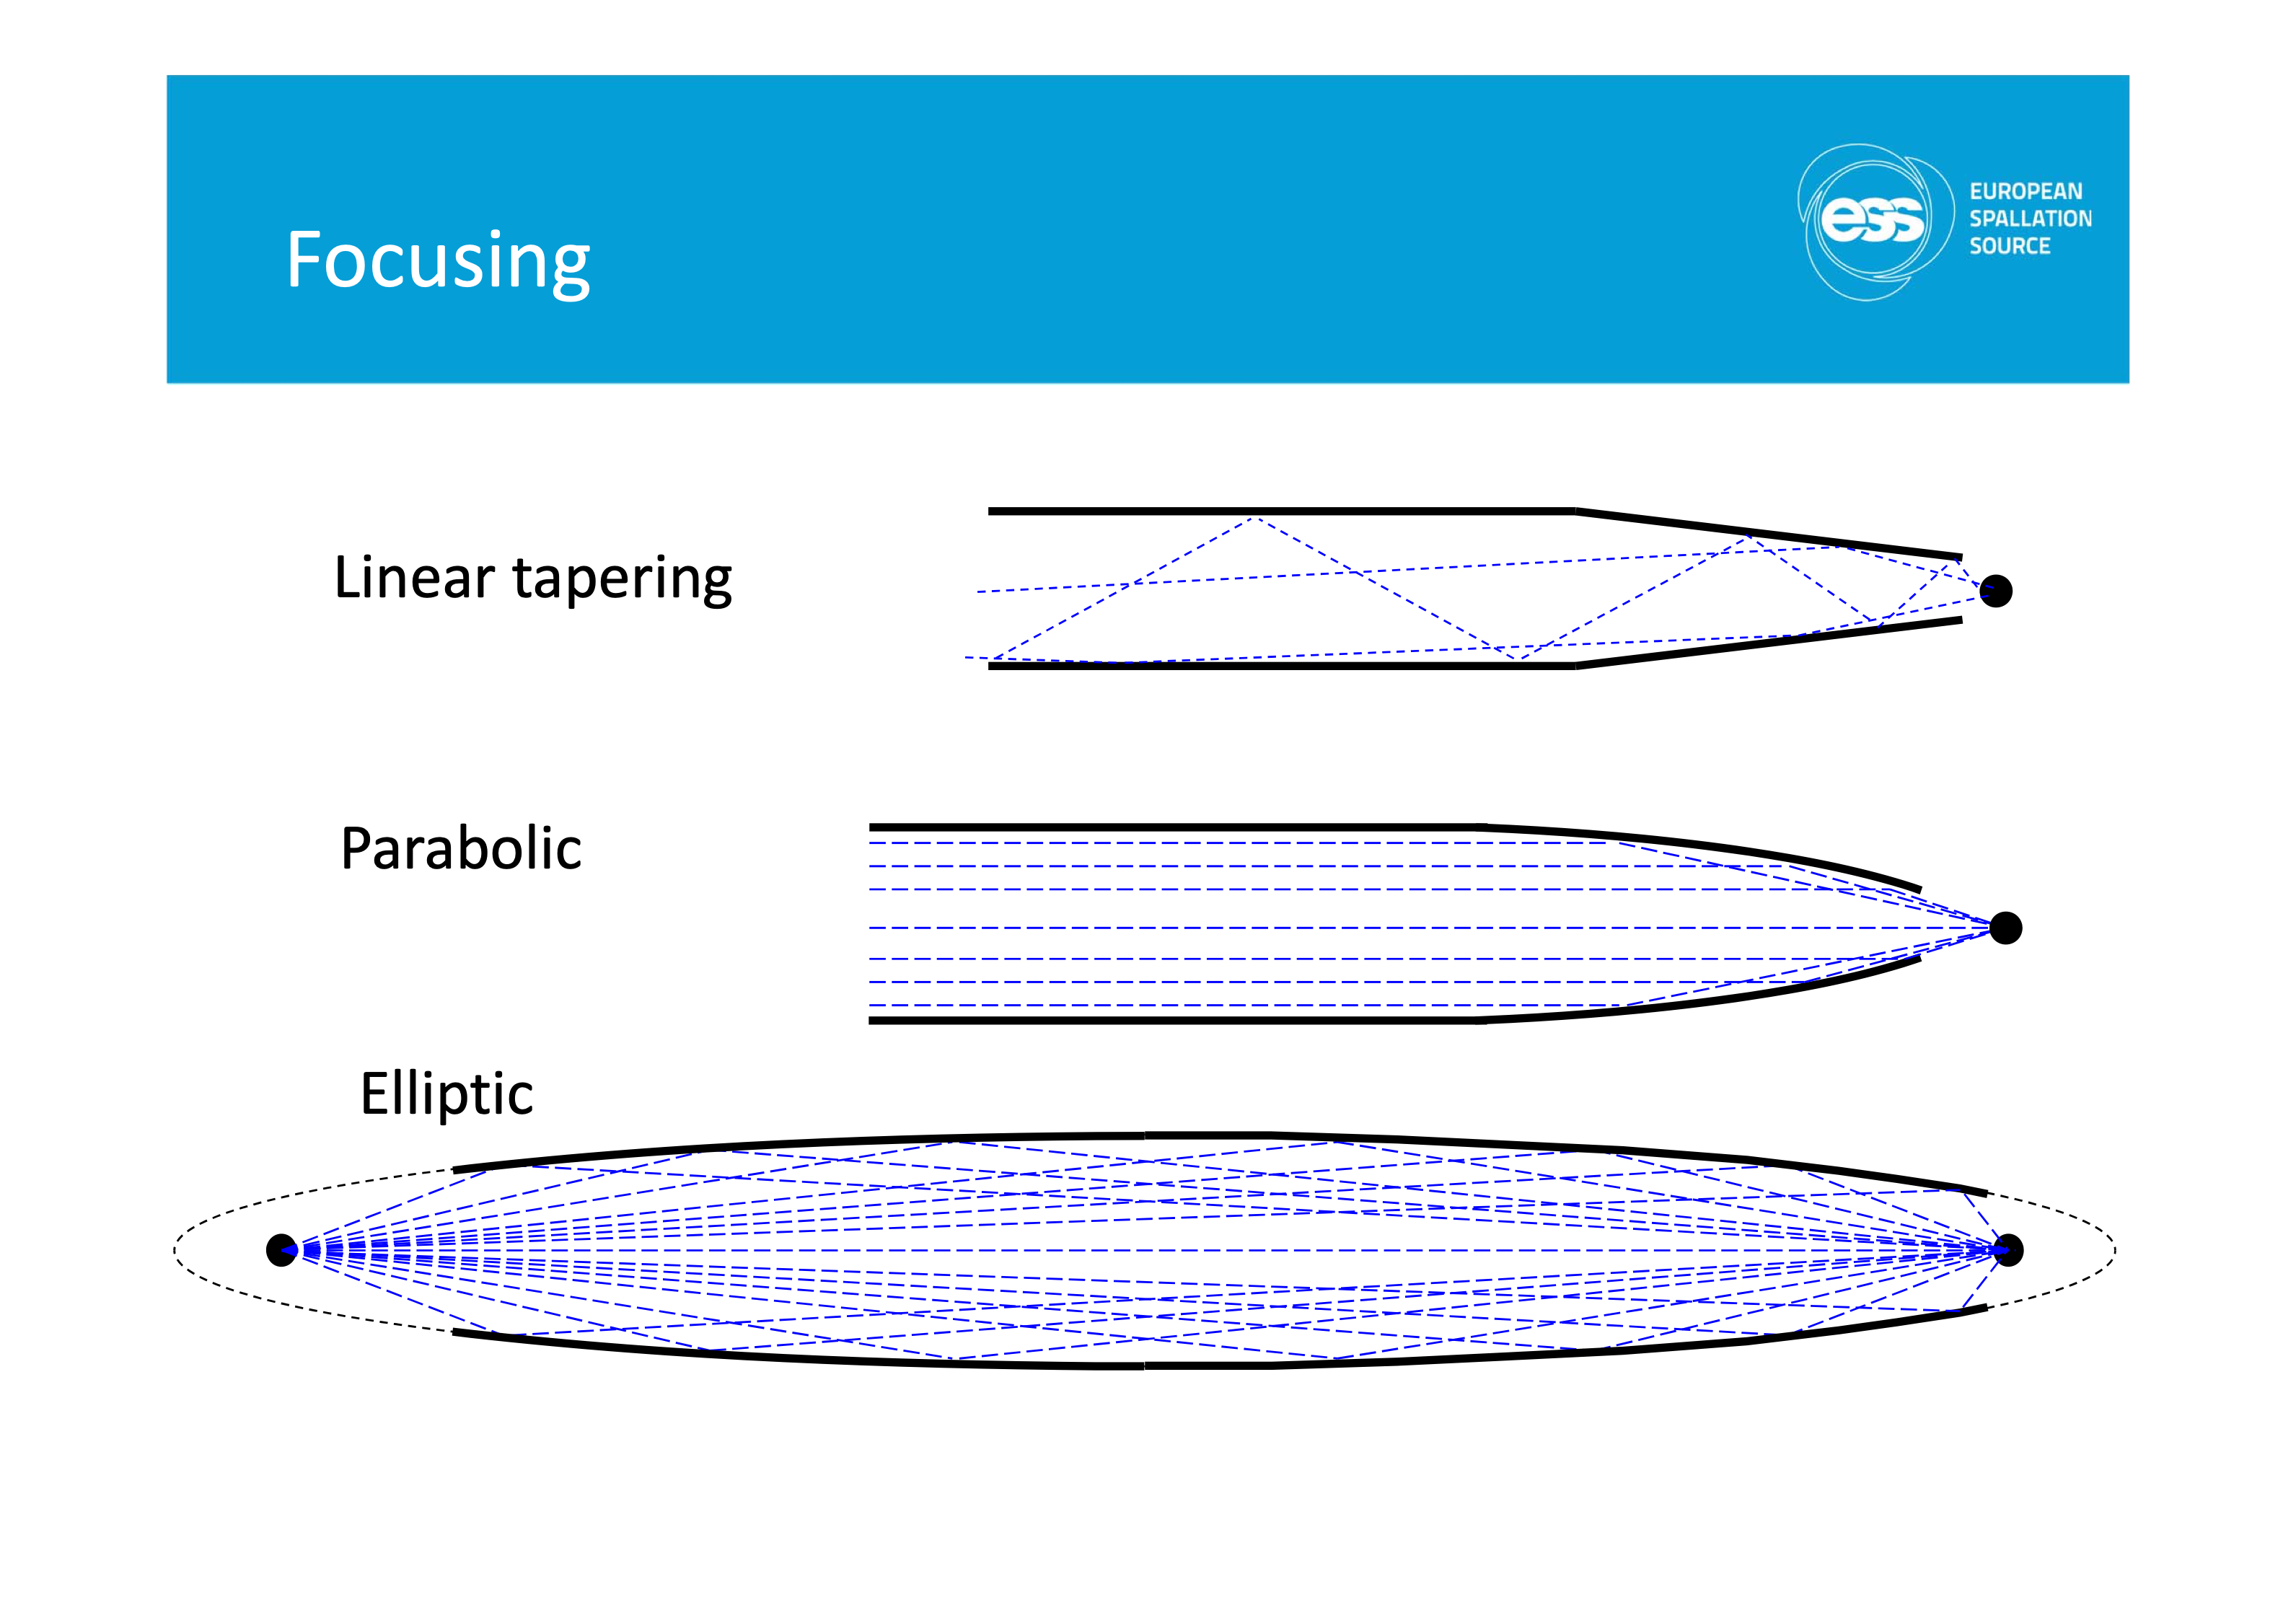 Focusing
ess
EUROPEAN
SPALLATION
SOURCE
Linear tapering
Parabolic
Elliptic